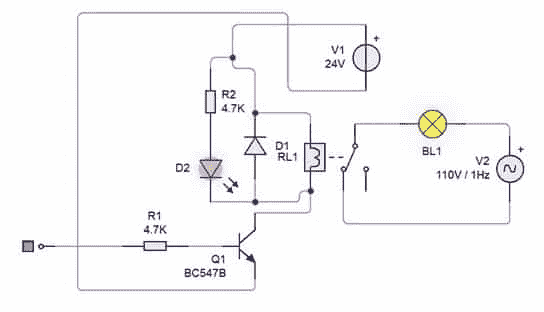 V1
24V
R2
4.7K
D1
RL1
D2
BL1
V2
110V / 1Hz
R1
4.7K
Q1
BC547B